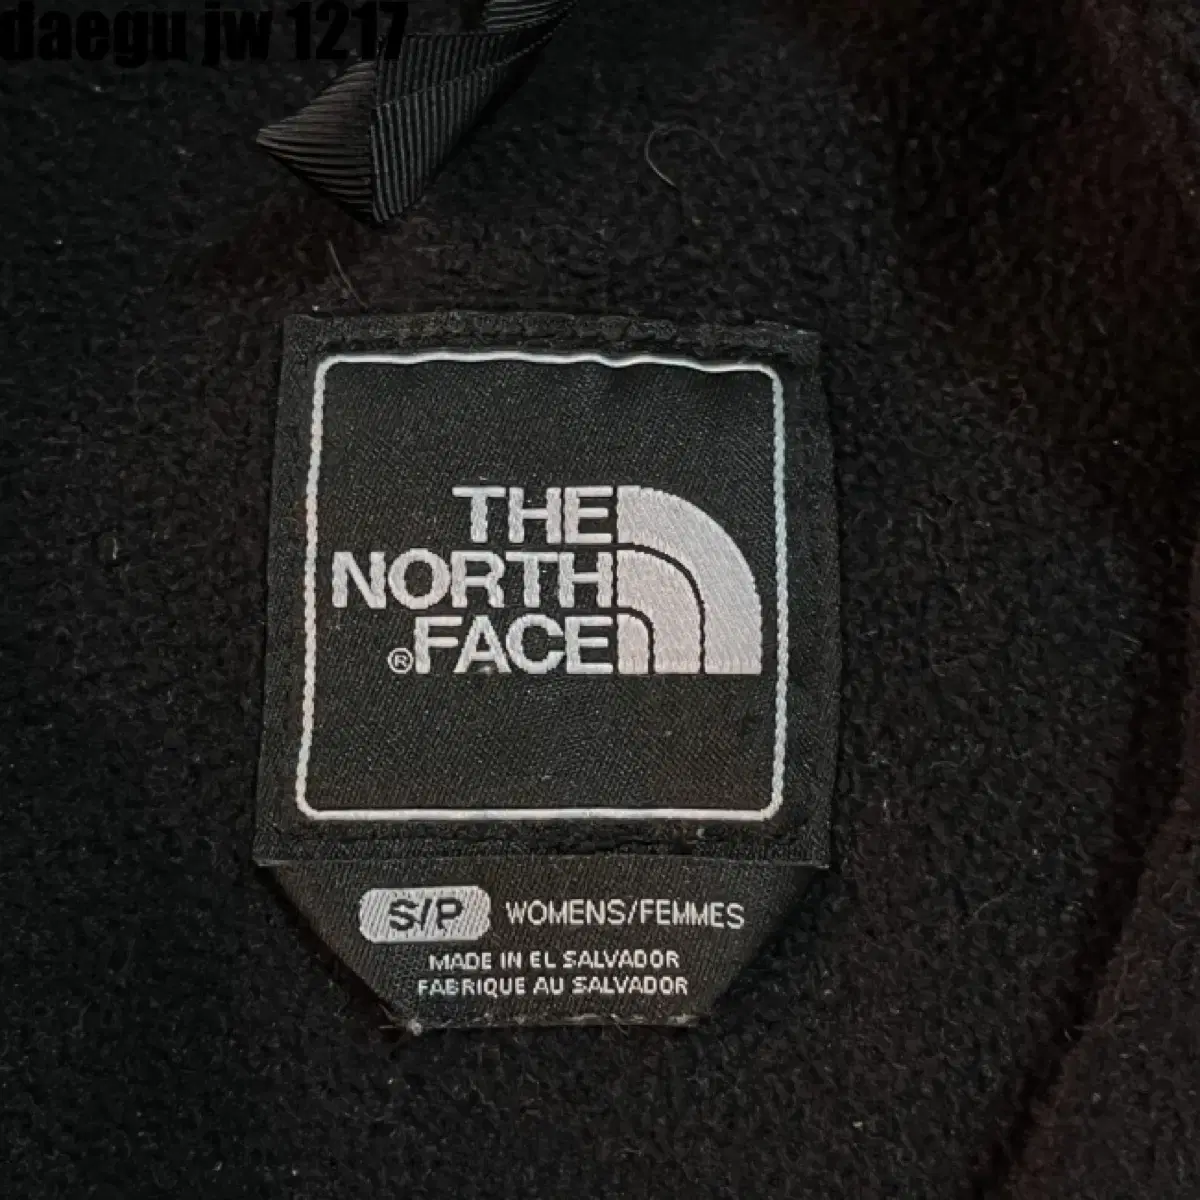 daegu jw 1217
THE
NORTH
®FACE
S/P WOMENS/FEMMES
MADE IN EL SALVADOR
FABRIQUE AU SALVADOR